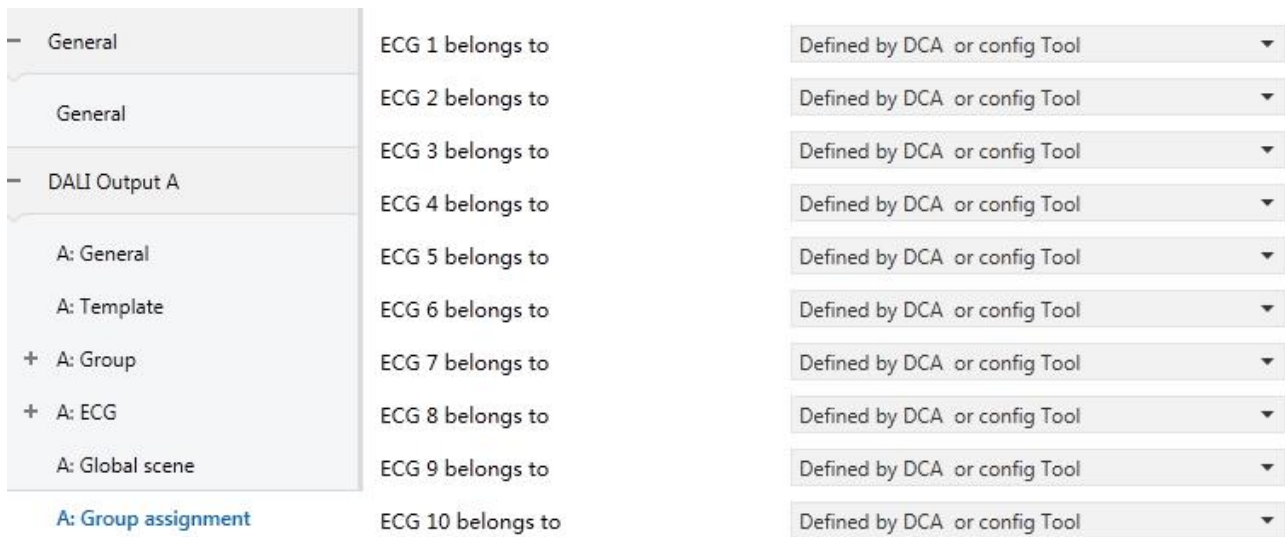 General
General
DALI Output A
A: General
A: Template
A: Group
A: ECG
A: Global scene
A: Group assignment
ECG 1 belongs to Defined by DCA or config Tool
ECG 2 belongs to Defined by DCA or config Tool
ECG 3 belongs to Defined by DCA or config Tool
ECG 4 belongs to Defined by DCA or config Tool
ECG 5 belongs to Defined by DCA or config Tool
ECG 6 belongs to Defined by DCA or config Tool
ECG 7 belongs to Defined by DCA or config Tool
ECG 8 belongs to Defined by DCA or config Tool
ECG 9 belongs to Defined by DCA or config Tool
ECG 10 belongs to Defined by DCA or config Tool